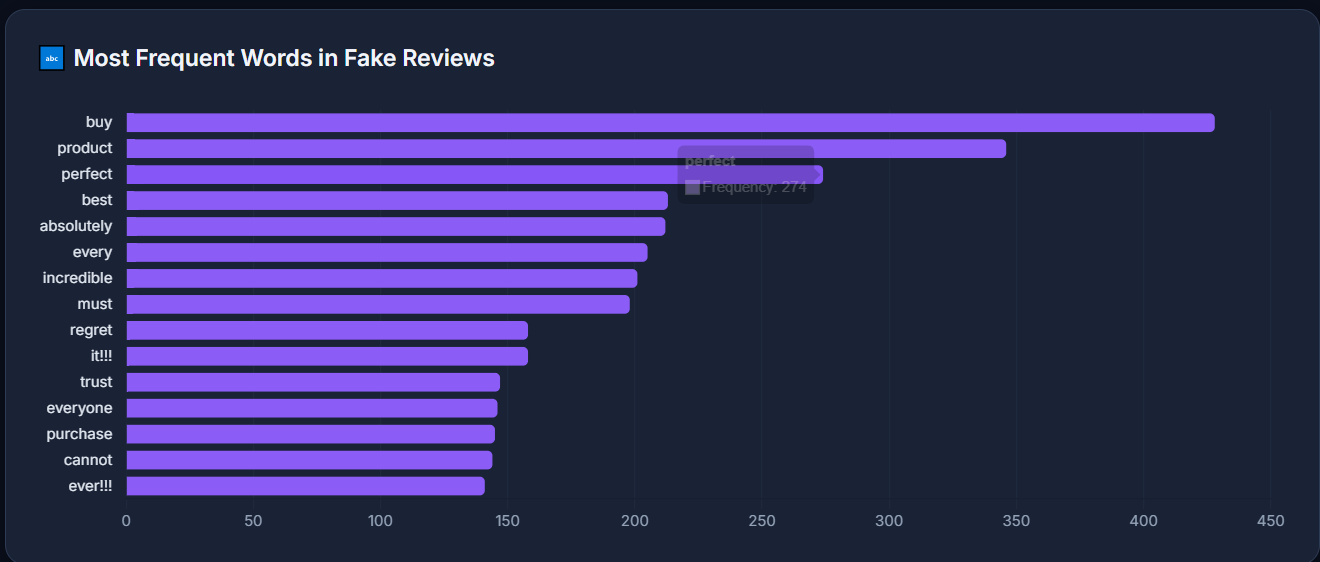 abc Most Frequent Words in Fake Reviews
buy
product
perfect
perfect
Frequency: 274
best
absolutely
every
incredible
must
regret
it!!!
trust
everyone
purchase
cannot
ever!!!
0 50 100 150 200 250 300 350 400 450